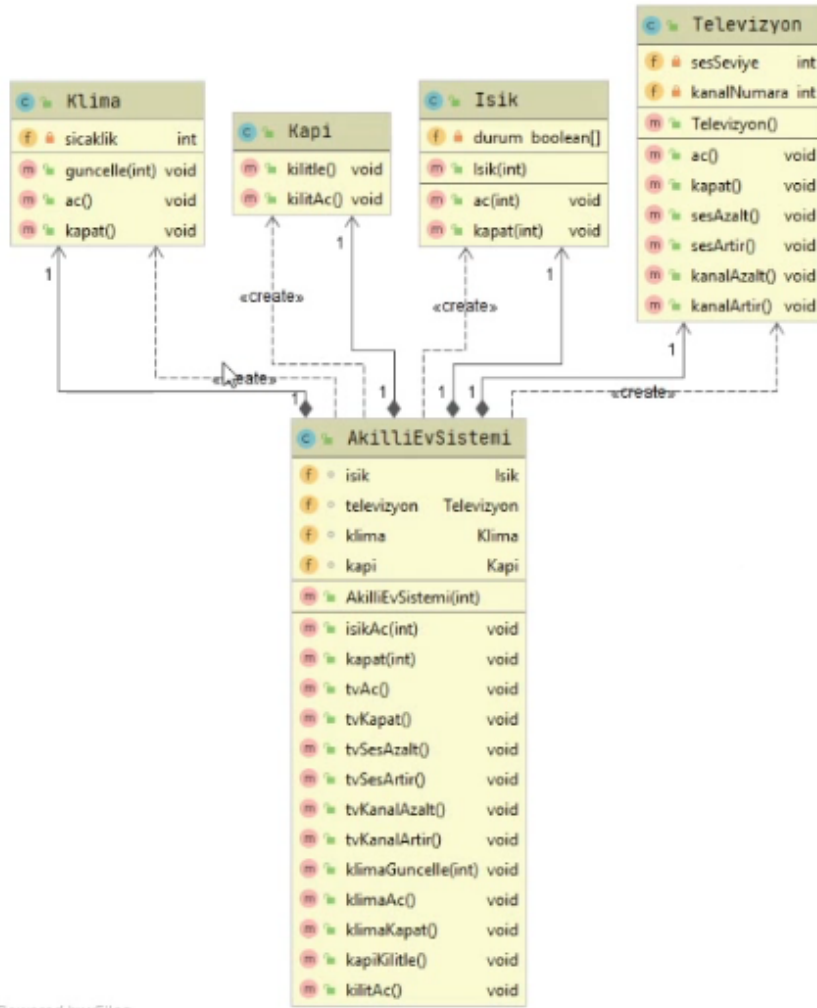 Televizyon
sesSeviye int
kanalNumara int
Televizyon()
ac() void
kapat() void
sesAzalt() void
sesArtir() void
kanalAzalt() void
kanalArtir() void
Klima
sicaklik int
guncelle(int) void
ac() void
kapat() void
Kapi
kilitle() void
kilitAc() void
Isik
durum boolean[]
Isik(int)
ac(int) void
kapat(int) void
1
1
1
1
«create»
«create»
«create»
1
1
1
1
AkilliEvSistemi
isik Isik
televizyon Televizyon
klima Klima
kapi Kapi
AkilliEvSistemi(int)
isikAc(int) void
kapat(int) void
tvAc() void
tvKapat() void
tvSesAzalt() void
tvSesArtir() void
tvKanalAzalt() void
tvKanalArtir() void
klimaGuncelle(int) void
klimaAc() void
klimaKapat() void
kapiKilitle() void
kilitAc() void